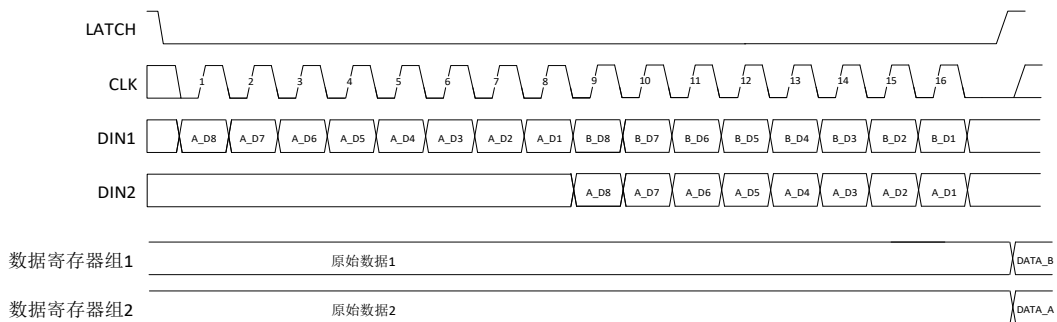 LATCH
CLK 1 2 3 4 5 6 7 8 9 10 11 12 13 14 15 16
DIN1 A_D8 A_D7 A_D6 A_D5 A_D4 A_D3 A_D2 A_D1 B_D8 B_D7 B_D6 B_D5 B_D4 B_D3 B_D2 B_D1
DIN2 A_D8 A_D7 A_D6 A_D5 A_D4 A_D3 A_D2 A_D1
数据寄存器组1 原始数据1 DATA_B
数据寄存器组2 原始数据2 DATA_A